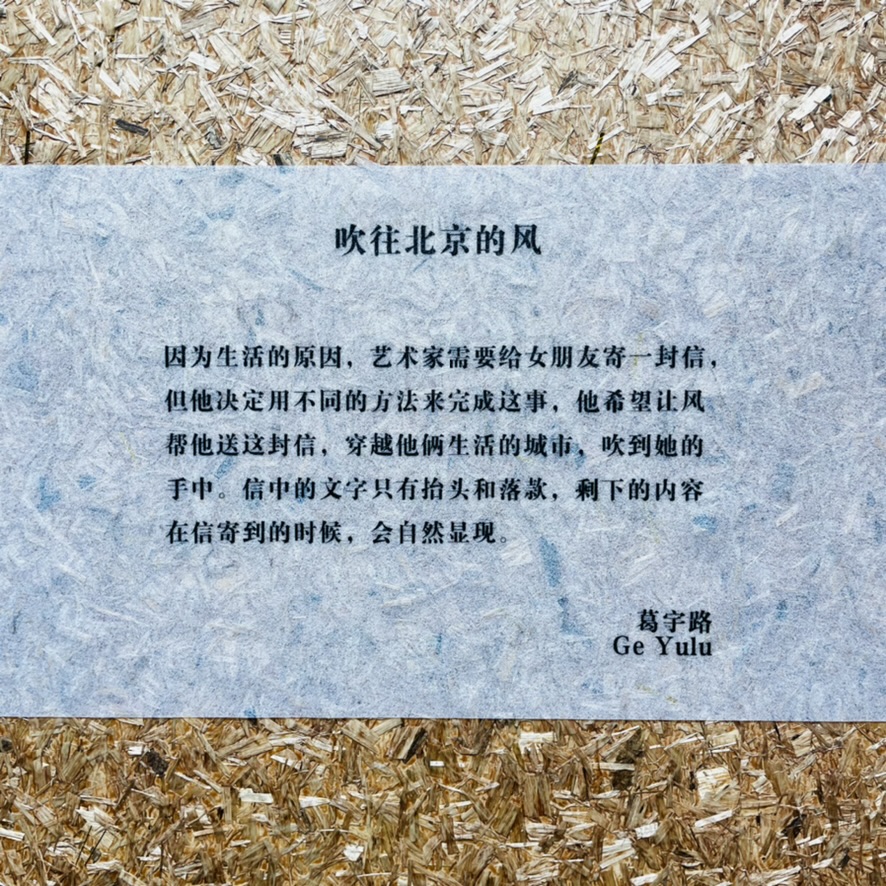 吹往北京的风
因为生活的原因，艺术家需要给女朋友寄一封信，
但他决定用不同的方法来完成这事，他希望让风
帮他送这封信，穿越他俩生活的城市，吹到她的
手中。信中的文字只有抬头和落款，剩下的内容
在信寄到的时候，会自然显现。
葛宇路
Ge Yulu